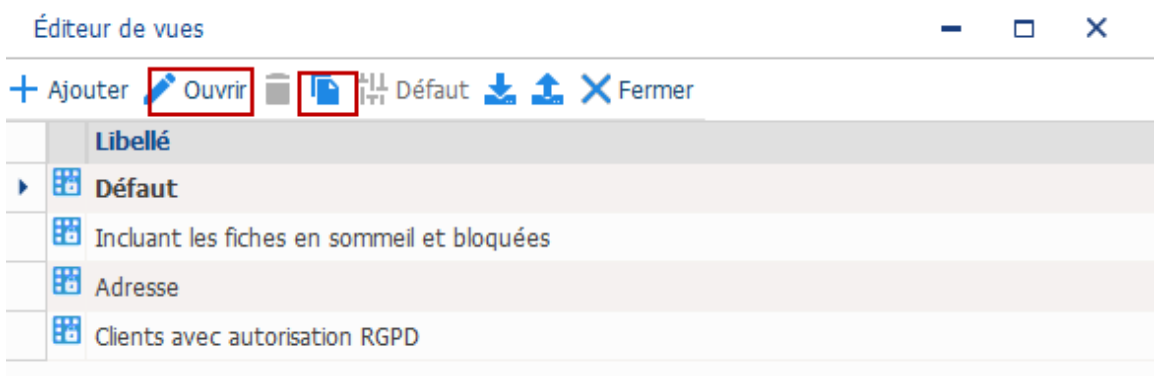 Éditeur de vues
Ajouter Ouvrir Défaut Fermer
Libellé
Défaut
Incluant les fiches en sommeil et bloquées
Adresse
Clients avec autorisation RGPD